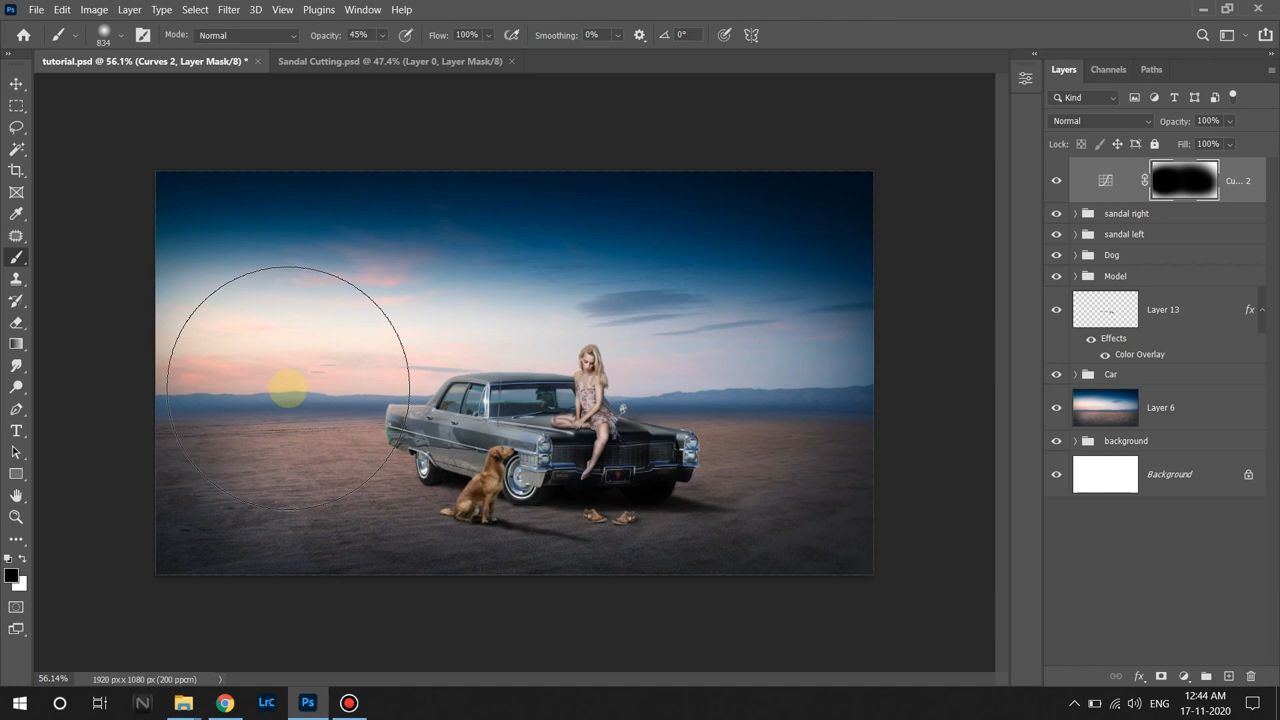 Ps File Edit Image Layer Type Select Filter 3D View Plugins Window Help
834 Mode: Normal Opacity: 45% Flow: 100% Smoothing: 0% 0°
tutorial.psd @ 56.1% (Curves 2, Layer Mask/8) * × Salad Cutting.psd @ 47.4% (Layer 0, Layer Mask/8) ×
Layers Channels Paths
Kind
Normal Opacity: 100%
Lock: Fill: 100%
Cu... 2
sandal right
sandal left
Dog
Model
Layer 13 fx
Effects
Color Overlay
Car
Layer 6
background
Background
56.14% 1920 px x 1080 px (200 ppcm)
LrC Ps ENG
12:44 AM
17-11-2020